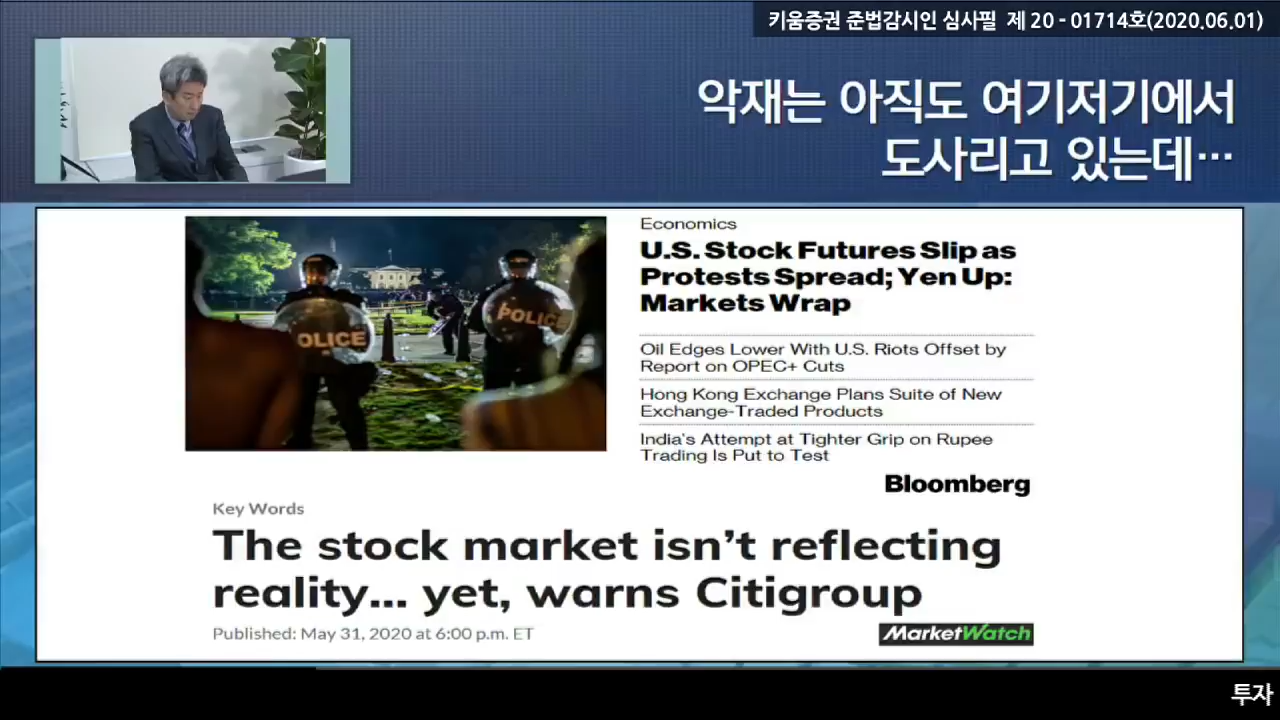 키움증권 준법감시인 심사필 제 20 - 01714호(2020.06.01)
악재는 아직도 여기저기에서
도사리고 있는데…
OLICE
POLICE
Economics
U.S. Stock Futures Slip as
Protests Spread; Yen Up:
Markets Wrap
Oil Edges Lower With U.S. Riots Offset by
Report on OPEC+ Cuts
Hong Kong Exchange Plans Suite of New
Exchange-Traded Products
India's Attempt at Tighter Grip on Rupee
Trading Is Put to Test
Bloomberg
Key Words
The stock market isn't reflecting
reality... yet, warns Citigroup
Published: May 31, 2020 at 6:00 p.m. ET
MarketWatch
투자